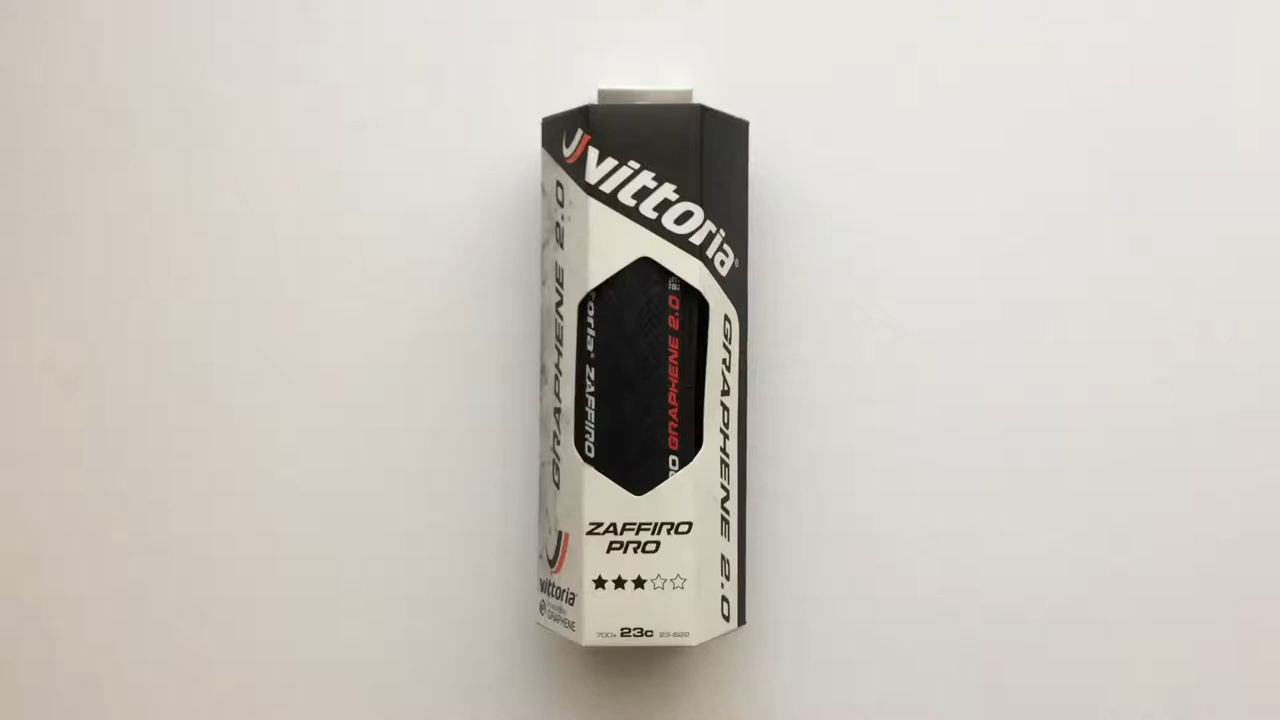 vittoria
GRAPHENE 2.0
GRAPHENE 2.0
toria® ZAFFIRO
GRAPHENE 2.0
ZAFFIRO
PRO
vittoria
GRAPHENE
700x 23c 23-622